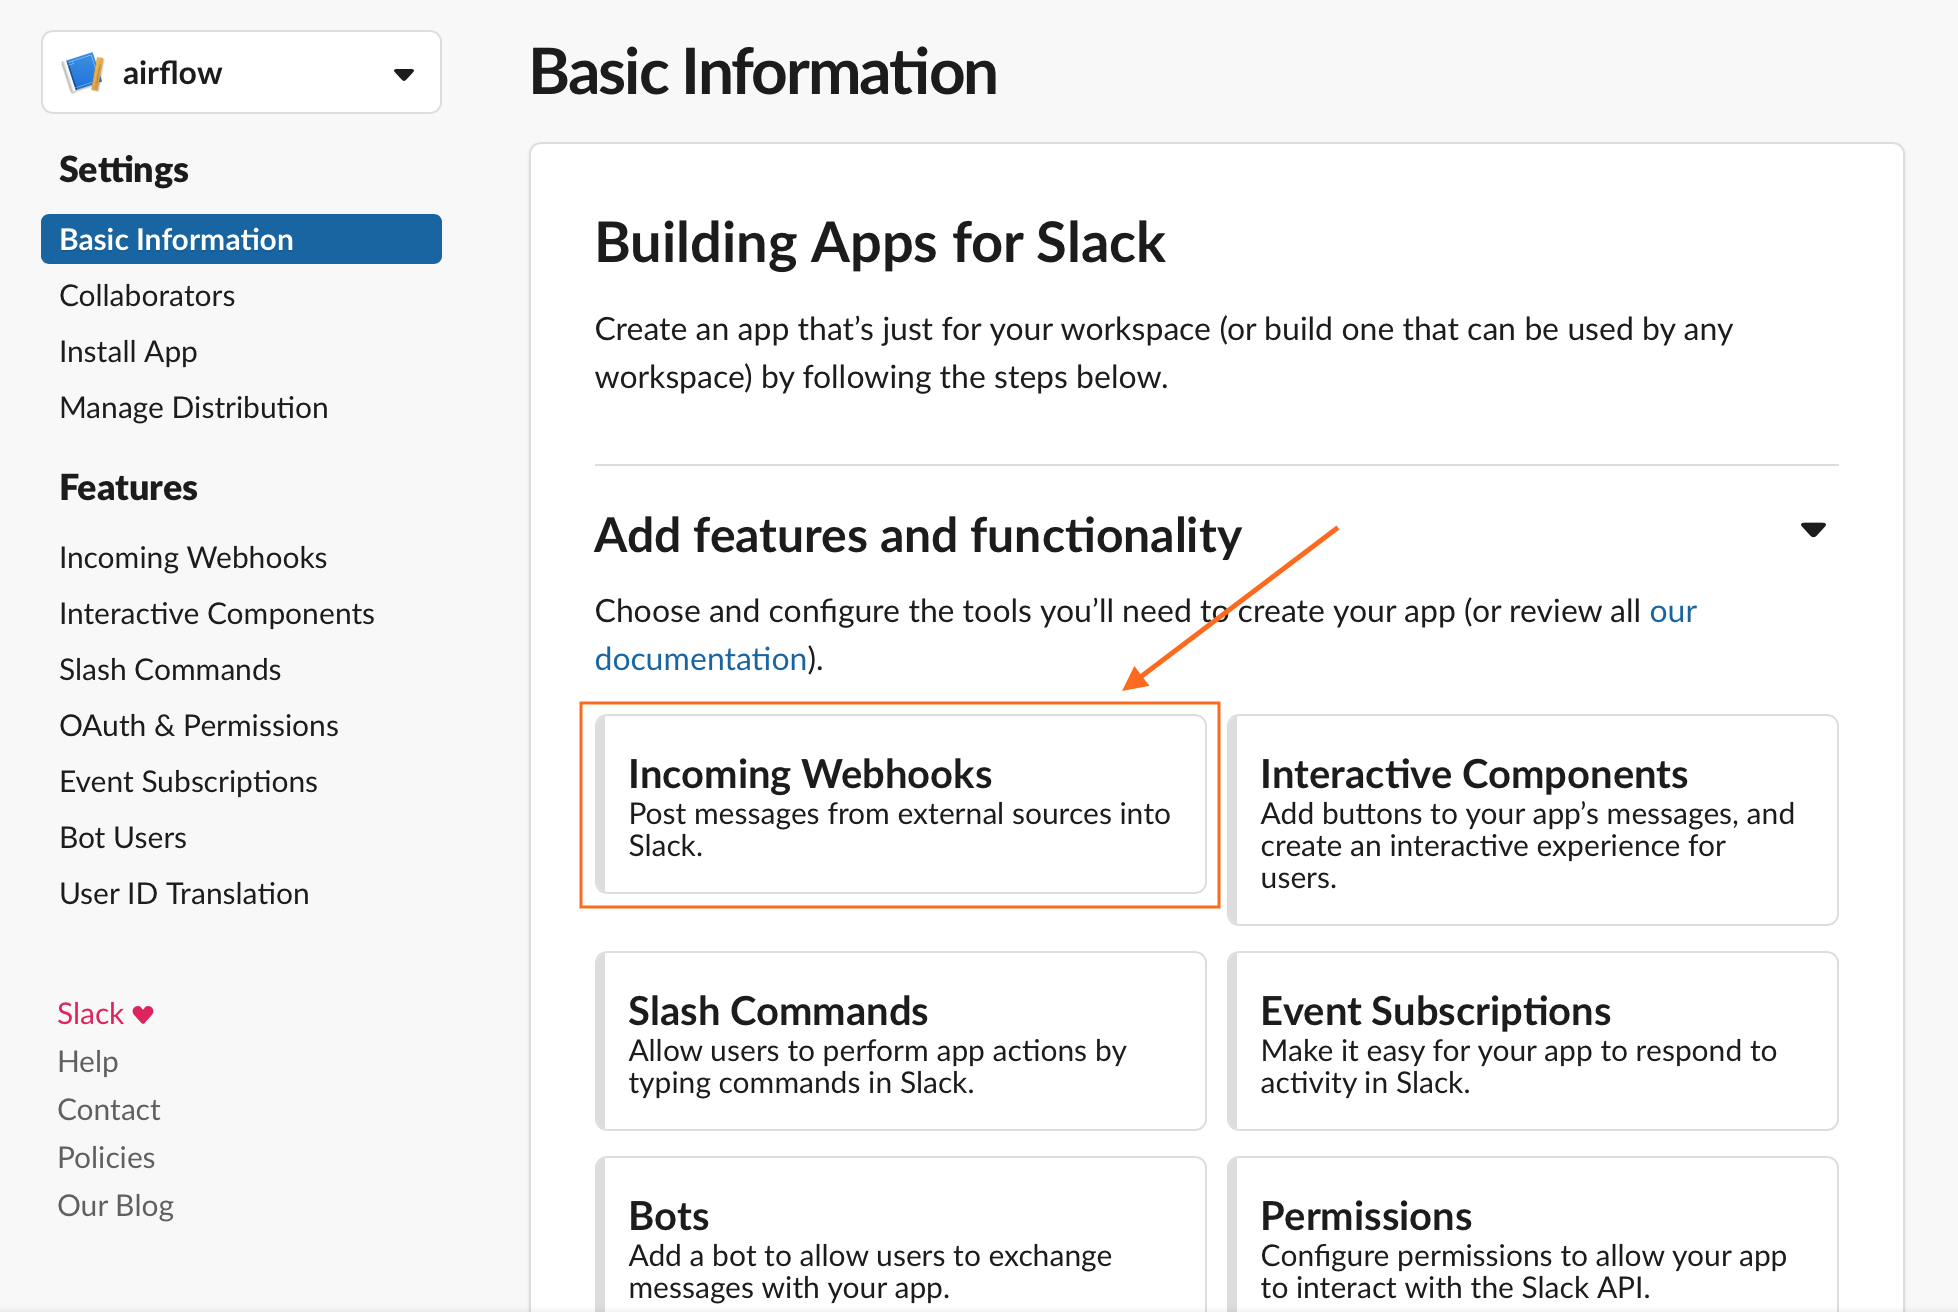 airflow
Settings
Basic Information
Collaborators
Install App
Manage Distribution
Features
Incoming Webhooks
Interactive Components
Slash Commands
OAuth & Permissions
Event Subscriptions
Bot Users
User ID Translation
Slack
Help
Contact
Policies
Our Blog
Basic Information
Building Apps for Slack
Create an app that’s just for your workspace (or build one that can be used by any
workspace) by following the steps below.
Add features and functionality
Choose and configure the tools you’ll need to create your app (or review all our
documentation).
Incoming Webhooks
Post messages from external sources into
Slack.
Interactive Components
Add buttons to your app’s messages, and
create an interactive experience for
users.
Slash Commands
Allow users to perform app actions by
typing commands in Slack.
Event Subscriptions
Make it easy for your app to respond to
activity in Slack.
Bots
Add a bot to allow users to exchange
messages with your app.
Permissions
Configure permissions to allow your app
to interact with the Slack API.